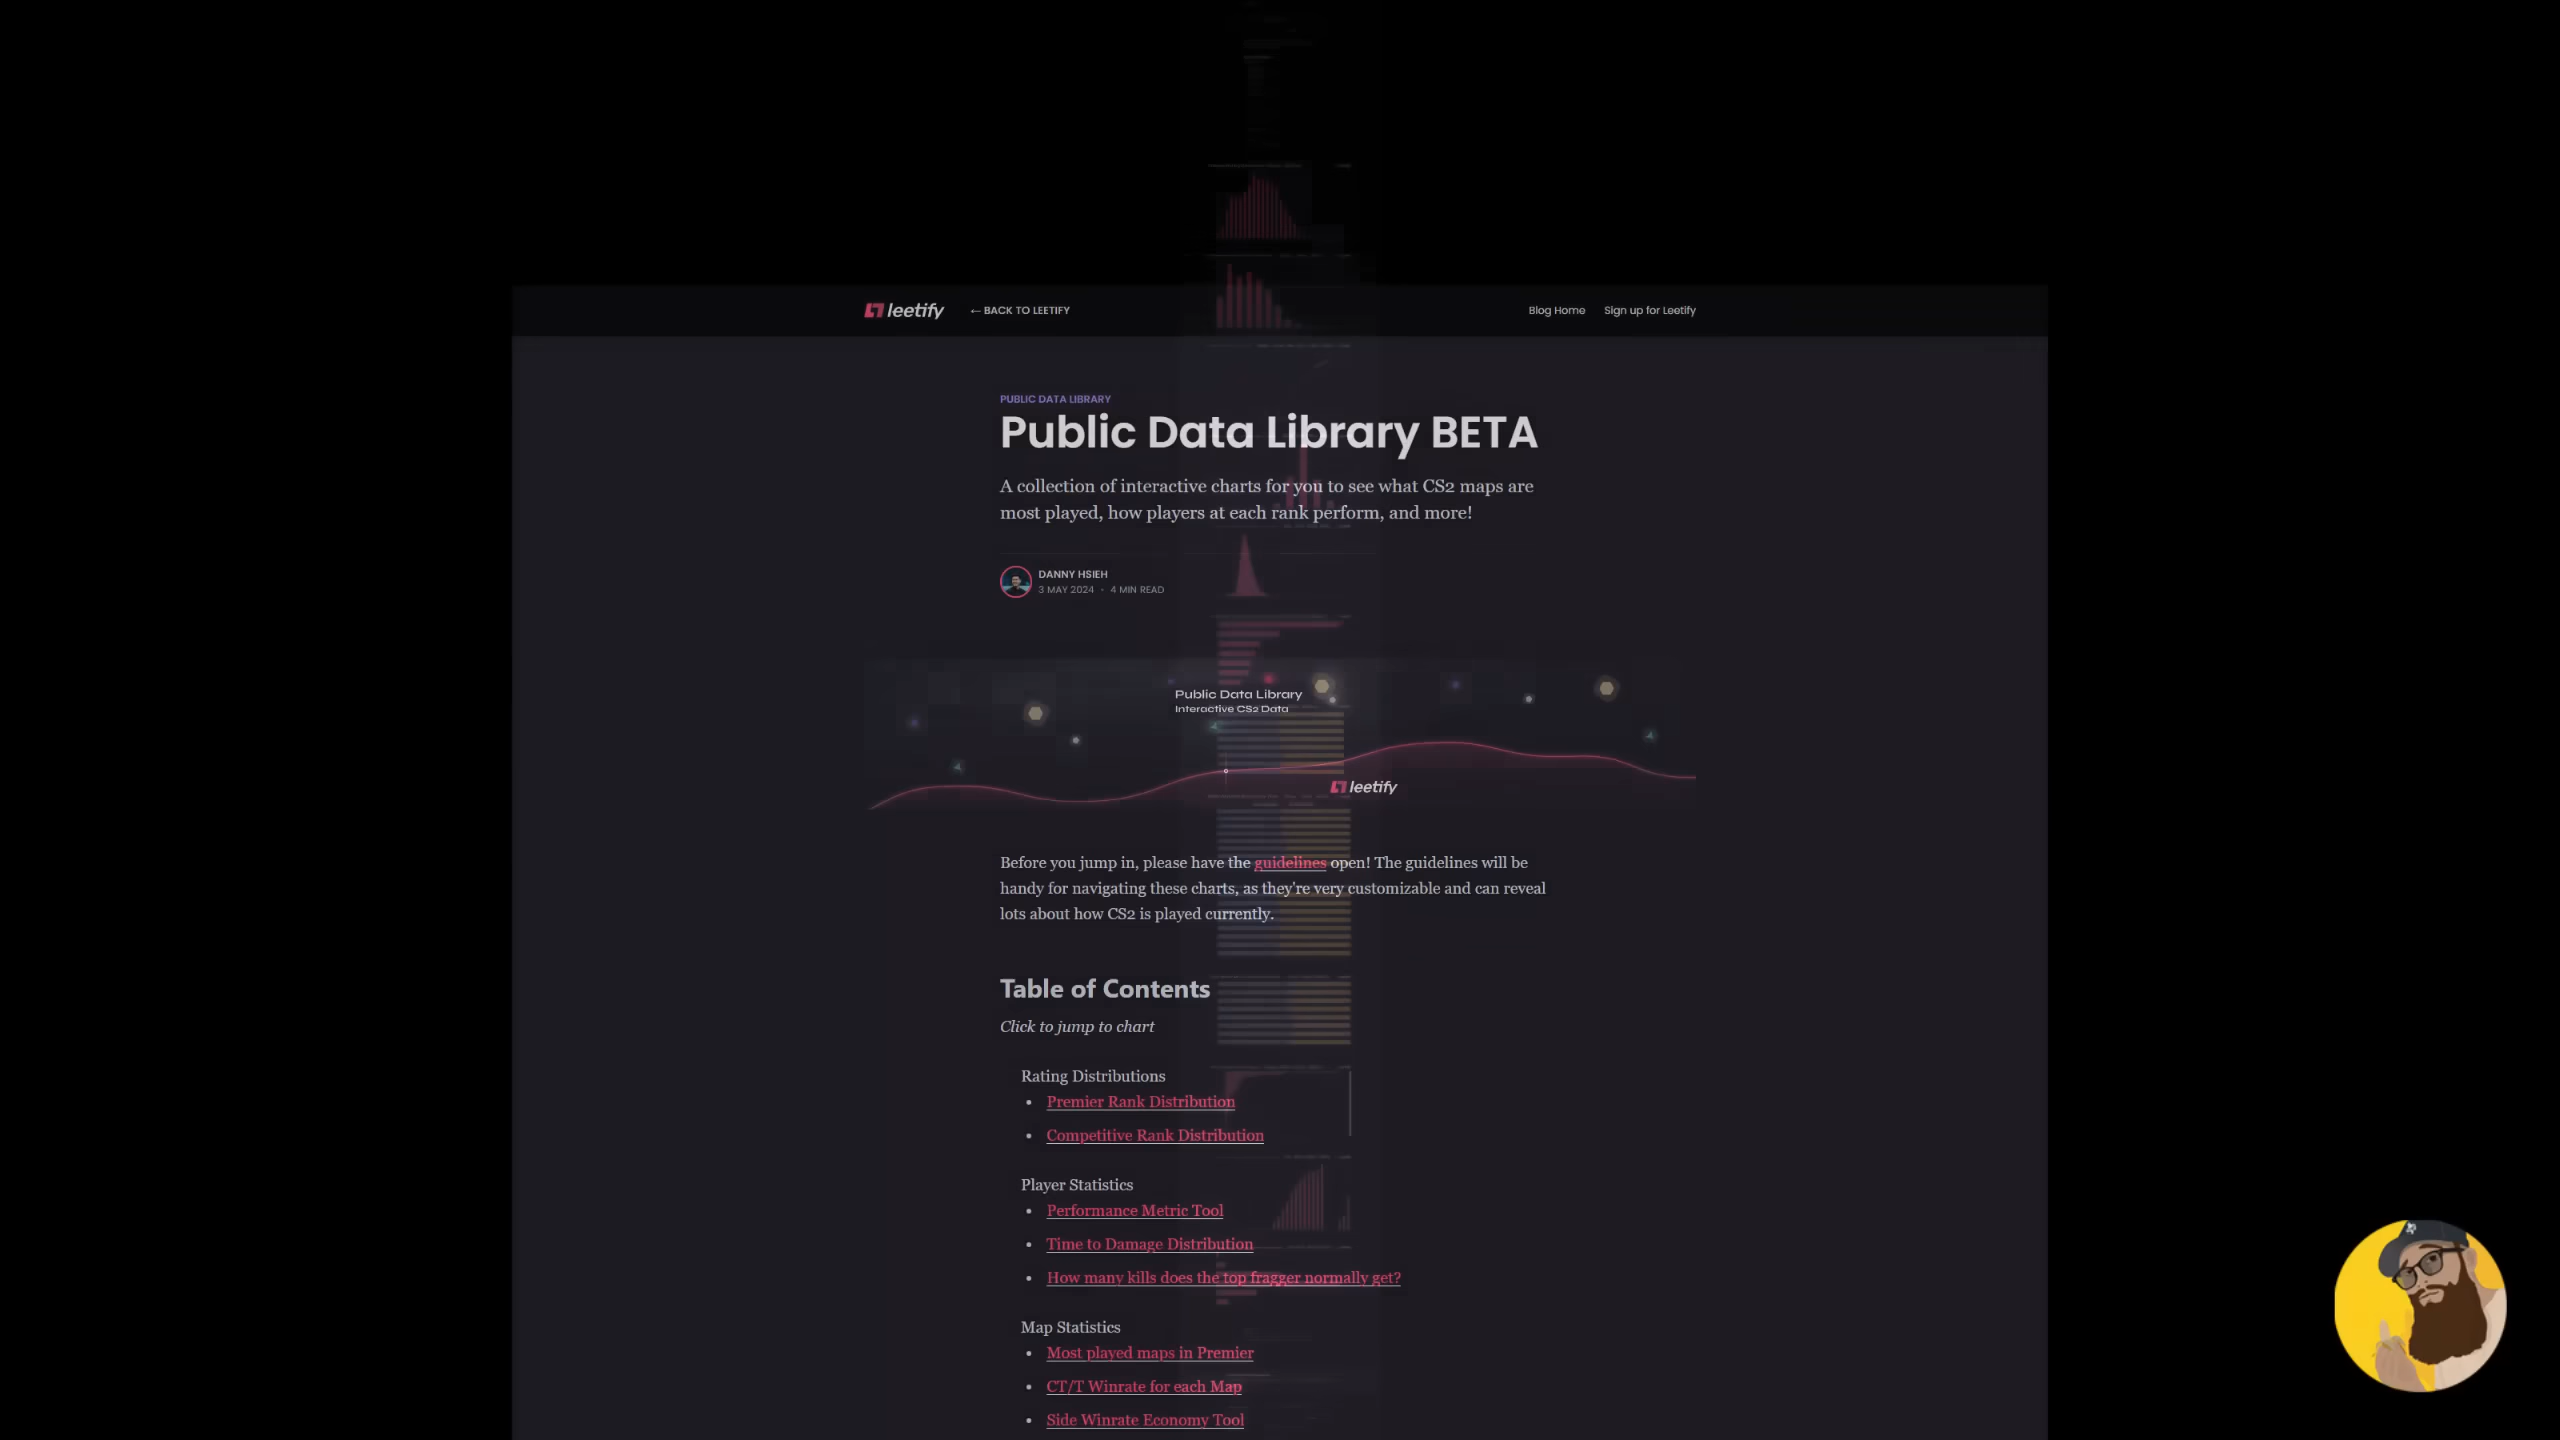 leetify
← BACK TO LEETIFY
Blog Home
Sign up for Leetify
PUBLIC DATA LIBRARY
Public Data Library BETA
A collection of interactive charts for you to see what CS2 maps are
most played, how players at each rank perform, and more!
DANNY HSIEH
3 MAY 2024 · 4 MIN READ
Public Data Library
Interactive CS2 Data
leetify
Before you jump in, please have the guidelines open! The guidelines will be
handy for navigating these charts, as they're very customizable and can reveal
lots about how CS2 is played currently.
Table of Contents
Click to jump to chart
Rating Distributions
• Premier Rank Distribution
• Competitive Rank Distribution
Player Statistics
• Performance Metric Tool
• Time to Damage Distribution
• How many kills does the top fragger normally get?
Map Statistics
• Most played maps in Premier
• CT/T Winrate for each Map
• Side Winrate Economy Tool